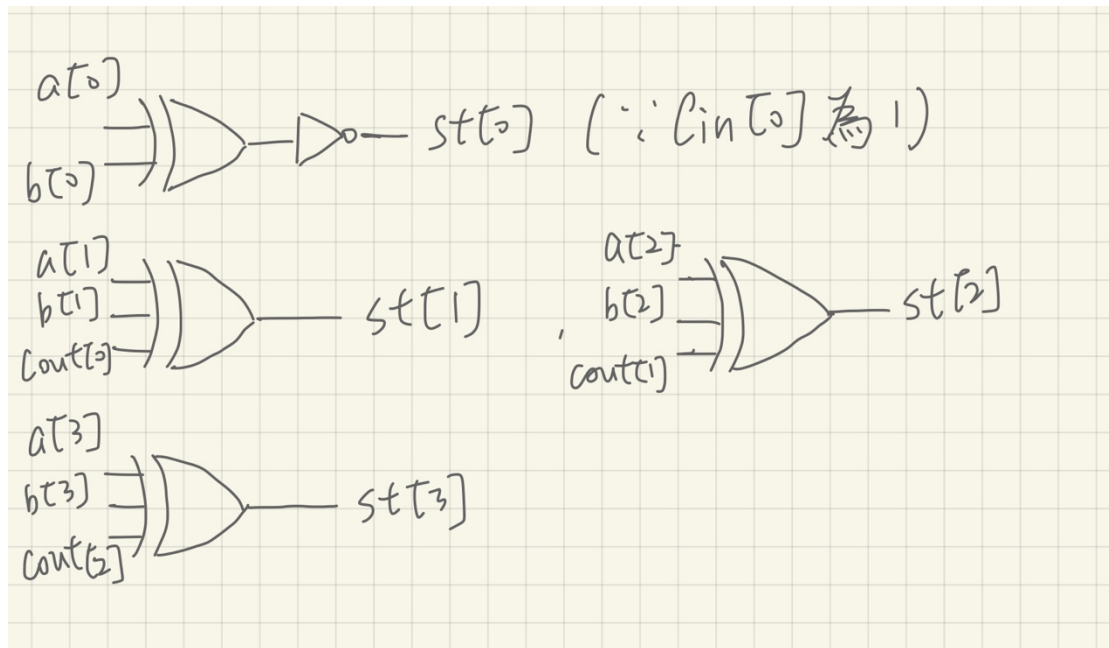 a[0]
b[0]
st[0] (∵ Cin[0] 為 1)
a[1]
b[1]
Cout[0]
st[1]
a[2]
b[2]
cout[1]
st[2]
a[3]
b[3]
cout[2]
st[3]